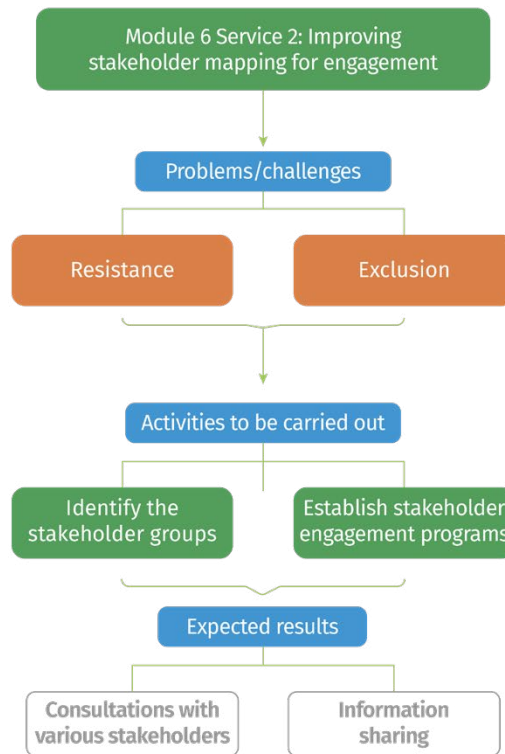 Module 6 Service 2: Improving
stakeholder mapping for engagement
Problems/challenges
Resistance
Exclusion
Activities to be carried out
Identify the
stakeholder groups
Establish stakeholder
engagement programs
Expected results
Consultations with
various stakeholders
Information
sharing